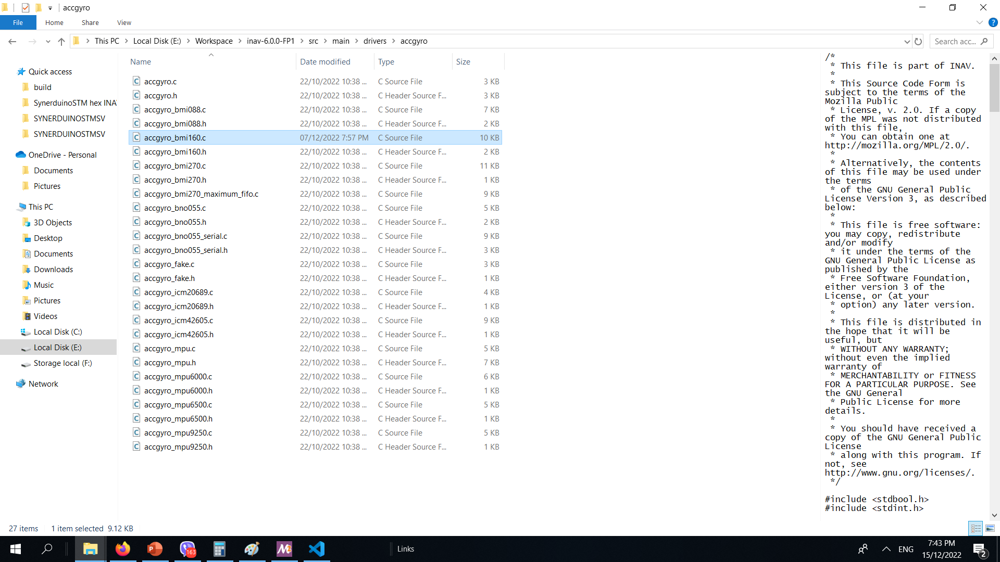 accgyro
File Home Share View
This PC Local Disk (E:) Workspace inav-6.0.0-FP1 src main drivers accgyro
Search acc...
Quick access
build
SynerduinoSTM hex INA
SYNERDUINOSTMSV
SYNERDUINOSTMSV
OneDrive - Personal
Documents
Pictures
This PC
3D Objects
Desktop
Documents
Downloads
Music
Pictures
Videos
Local Disk (C:)
Local Disk (E:)
Storage local (F:)
Network
Name Date modified Type Size
accgyro.c 22/10/2022 10:38 ... C Source File 3 KB
accgyro.h 22/10/2022 10:38 ... C Header Source F... 3 KB
accgyro_bmi088.c 22/10/2022 10:38 ... C Source File 7 KB
accgyro_bmi088.h 22/10/2022 10:38 ... C Header Source F... 2 KB
accgyro_bmi160.c 07/12/2022 7:57 PM C Source File 10 KB
accgyro_bmi160.h 22/10/2022 10:38 ... C Header Source F... 2 KB
accgyro_bmi270.c 22/10/2022 10:38 ... C Source File 11 KB
accgyro_bmi270.h 22/10/2022 10:38 ... C Header Source F... 1 KB
accgyro_bmi270_maximum_fifo.c 22/10/2022 10:38 ... C Source File 9 KB
accgyro_bno055.c 22/10/2022 10:38 ... C Source File 5 KB
accgyro_bno055.h 22/10/2022 10:38 ... C Header Source F... 2 KB
accgyro_bno055_serial.c 22/10/2022 10:38 ... C Source File 9 KB
accgyro_bno055_serial.h 22/10/2022 10:38 ... C Header Source F... 3 KB
accgyro_fake.c 22/10/2022 10:38 ... C Source File 3 KB
accgyro_fake.h 22/10/2022 10:38 ... C Header Source F... 1 KB
accgyro_icm20689.c 22/10/2022 10:38 ... C Source File 4 KB
accgyro_icm20689.h 22/10/2022 10:38 ... C Header Source F... 1 KB
accgyro_icm42605.c 22/10/2022 10:38 ... C Source File 9 KB
accgyro_icm42605.h 22/10/2022 10:38 ... C Header Source F... 1 KB
accgyro_mpu.c 22/10/2022 10:38 ... C Source File 5 KB
accgyro_mpu.h 22/10/2022 10:38 ... C Header Source F... 7 KB
accgyro_mpu6000.c 22/10/2022 10:38 ... C Source File 6 KB
accgyro_mpu6000.h 22/10/2022 10:38 ... C Header Source F... 1 KB
accgyro_mpu6500.c 22/10/2022 10:38 ... C Source File 5 KB
accgyro_mpu6500.h 22/10/2022 10:38 ... C Header Source F... 1 KB
accgyro_mpu9250.c 22/10/2022 10:38 ... C Source File 5 KB
accgyro_mpu9250.h 22/10/2022 10:38 ... C Header Source F... 1 KB
/*
* This file is part of INAV.
*
* This Source Code Form is
subject to the terms of the
Mozilla Public
* License, v. 2.0. If a copy
of the MPL was not distributed
with this file,
* You can obtain one at
http://mozilla.org/MPL/2.0/.
*
* Alternatively, the contents
of this file may be used under
the terms
* of the GNU General Public
License Version 3, as described
below:
*
* This file is free software:
you may copy, redistribute
and/or modify
* it under the terms of the
GNU General Public License as
published by the
* Free Software Foundation,
either version 3 of the
License, or (at your
* option) any later version.
*
* This file is distributed in
the hope that it will be
useful, but
* WITHOUT ANY WARRANTY;
without even the implied
warranty of
* MERCHANTABILITY or FITNESS
FOR A PARTICULAR PURPOSE. See
the GNU General
* Public License for more
details.
*
* You should have received a
copy of the GNU General Public
License
* along with this program. If
not, see
http://www.gnu.org/licenses/.
*/
#include <stdbool.h>
#include <stdint.h>
27 items 1 item selected 9.12 KB
163
Links
ENG
7:43 PM
15/12/2022
2